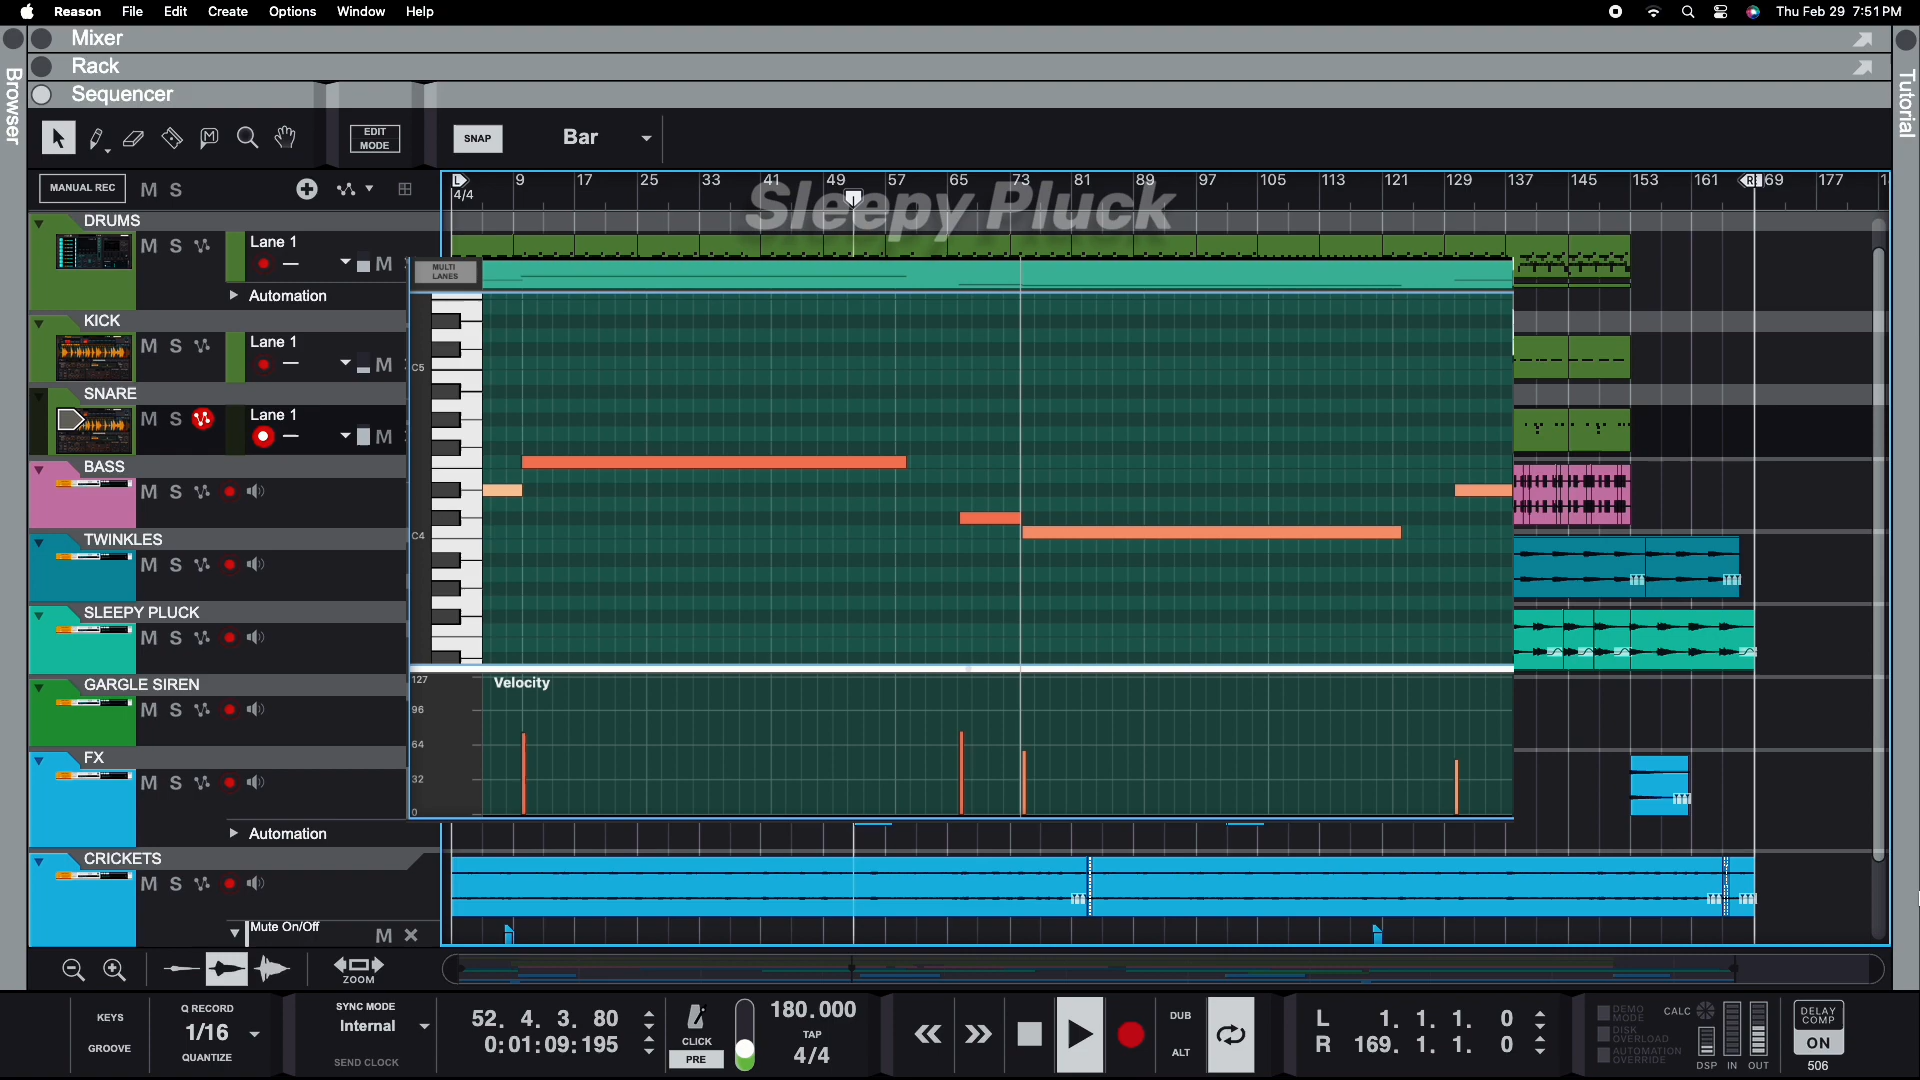 Reason File Edit Create Options Window Help
Thu Feb 29 7:51 PM
Mixer
Rack
Sequencer
Browser
Tutorial
EDIT MODE
SNAP
Bar
MANUAL REC M S
4/4
L 9 17 25 33 41 49 57 65 73 81 89 97 105 113 121 129 137 145 153 161 R 169 177
Sleepy Pluck
DRUMS
M S Lane 1
M
Automation
KICK
M S Lane 1
M
SNARE
M S Lane 1
M
BASS
M S
TWINKLES
M S
SLEEPY PLUCK
M S
GARGLE SIREN
M S
FX
M S
Automation
CRICKETS
M S
Mute On/Off M
MULTI LANES
C5
C4
Velocity
127
96
64
32
0
ZOOM
KEYS
GROOVE
Q RECORD
1/16
QUANTIZE
SYNC MODE
Internal
SEND CLOCK
52. 4. 3. 80
0:01:09:195
CLICK
PRE
180.000
TAP
4/4
DUB
ALT
L 1. 1. 1. 0
R 169. 1. 1. 0
DEMO MODE
DISK OVERLOAD
AUTOMATION OVERRIDE
CALC
DSP IN OUT
DELAY COMP
ON
506